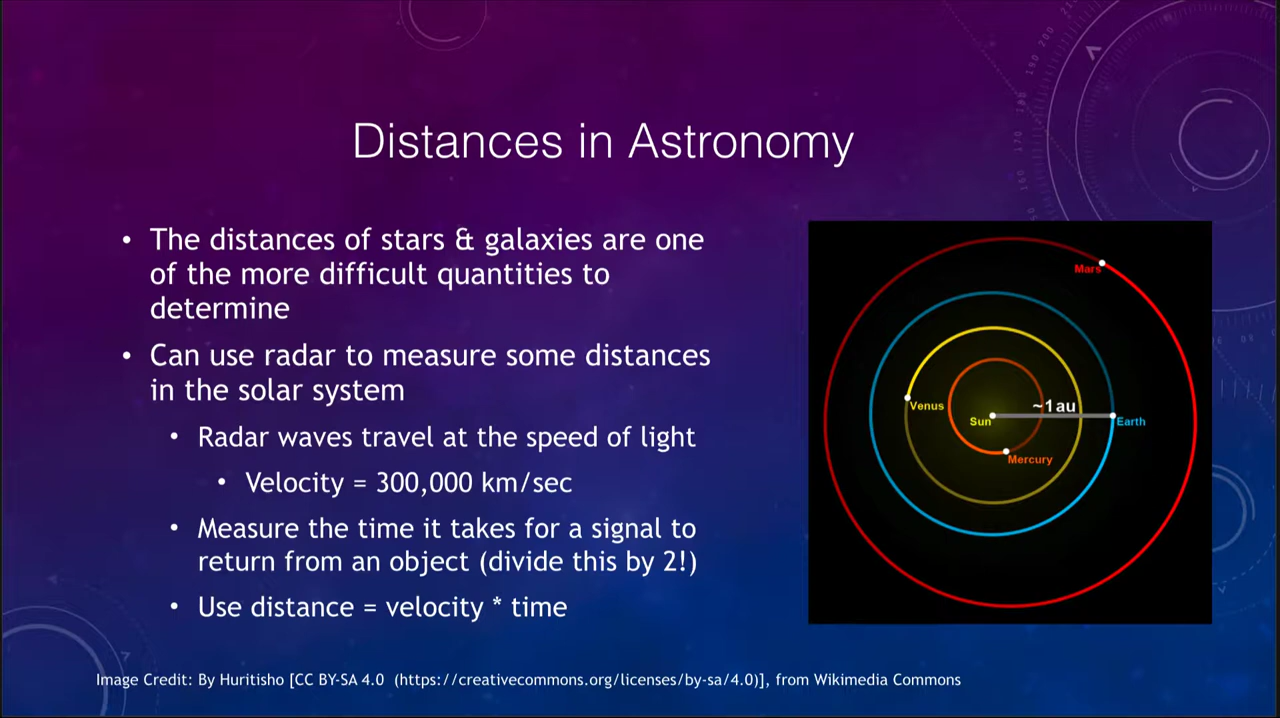 Distances in Astronomy
• The distances of stars & galaxies are one
of the more difficult quantities to
determine
• Can use radar to measure some distances
in the solar system
• Radar waves travel at the speed of light
• Velocity = 300,000 km/sec
• Measure the time it takes for a signal to
return from an object (divide this by 2!)
• Use distance = velocity * time
Mars
Venus
~1au
Sun
Earth
Mercury
Image Credit: By Huritisho [CC BY-SA 4.0 (https://creativecommons.org/licenses/by-sa/4.0)], from Wikimedia Commons